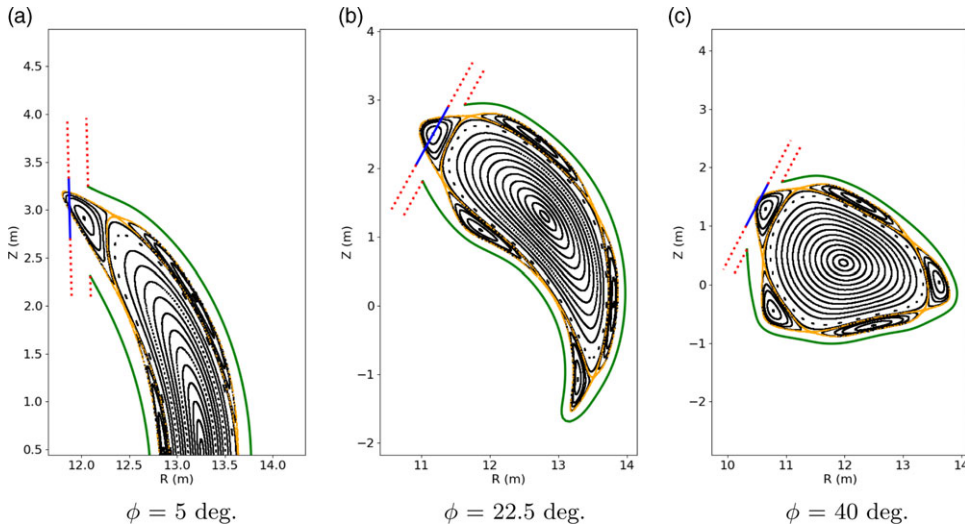 (a)
(b)
(c)
4.5
4.0
3.5
3.0
2.5
2.0
1.5
1.0
0.5
Z (m)
12.0 12.5 13.0 13.5 14.0
R (m)
ϕ = 5 deg.
4
3
2
1
0
−1
−2
Z (m)
11 12 13 14
R (m)
ϕ = 22.5 deg.
4
3
2
1
0
−1
−2
Z (m)
10 11 12 13 14
R (m)
ϕ = 40 deg.